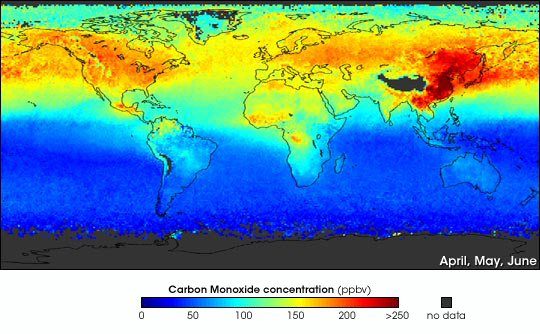 April, May, June
Carbon Monoxide concentration (ppbv)
0 50 100 150 200 >250 no data